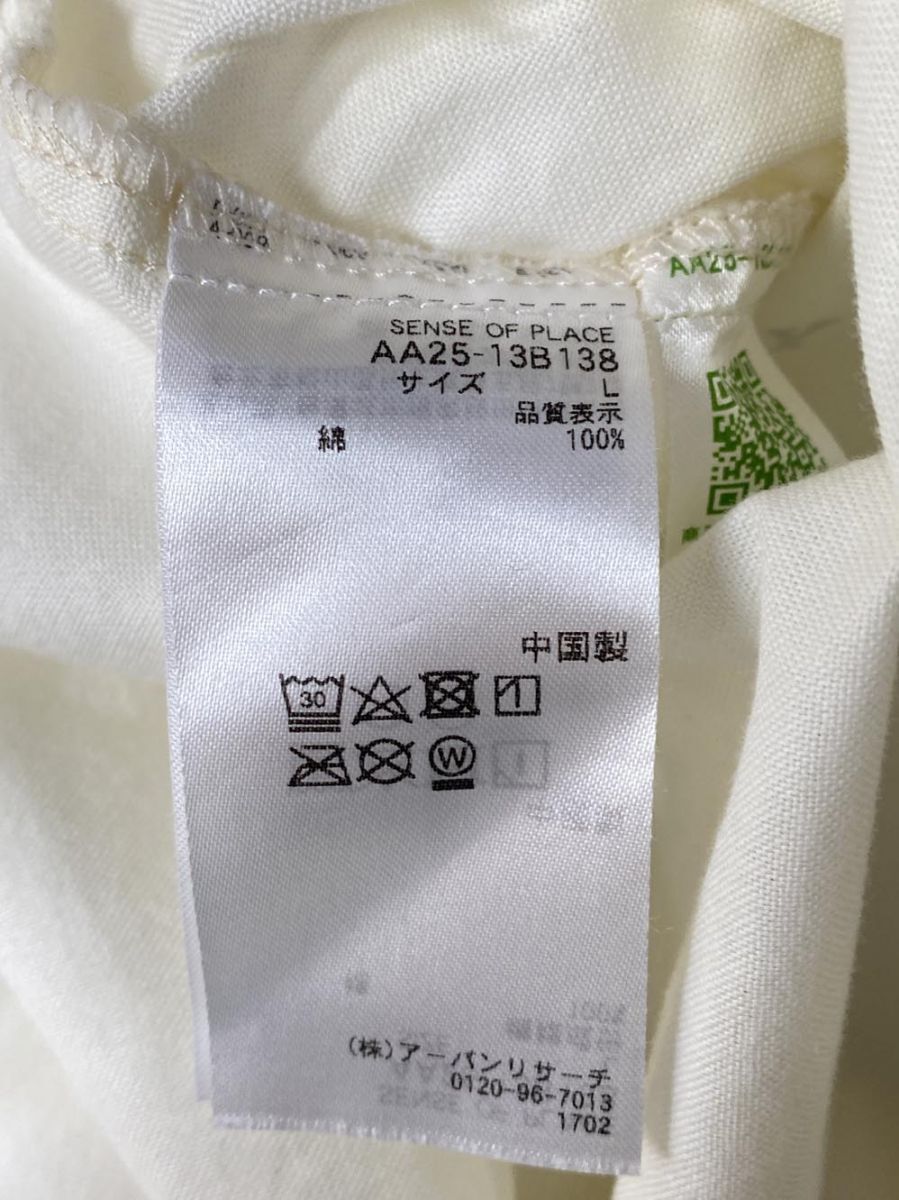 SENSE OF PLACE
AA25-13B138
サイズ L
品質表示
綿 100%
中国製
30
W
(株)アーバンリサーチ
0120-96-7013
1702